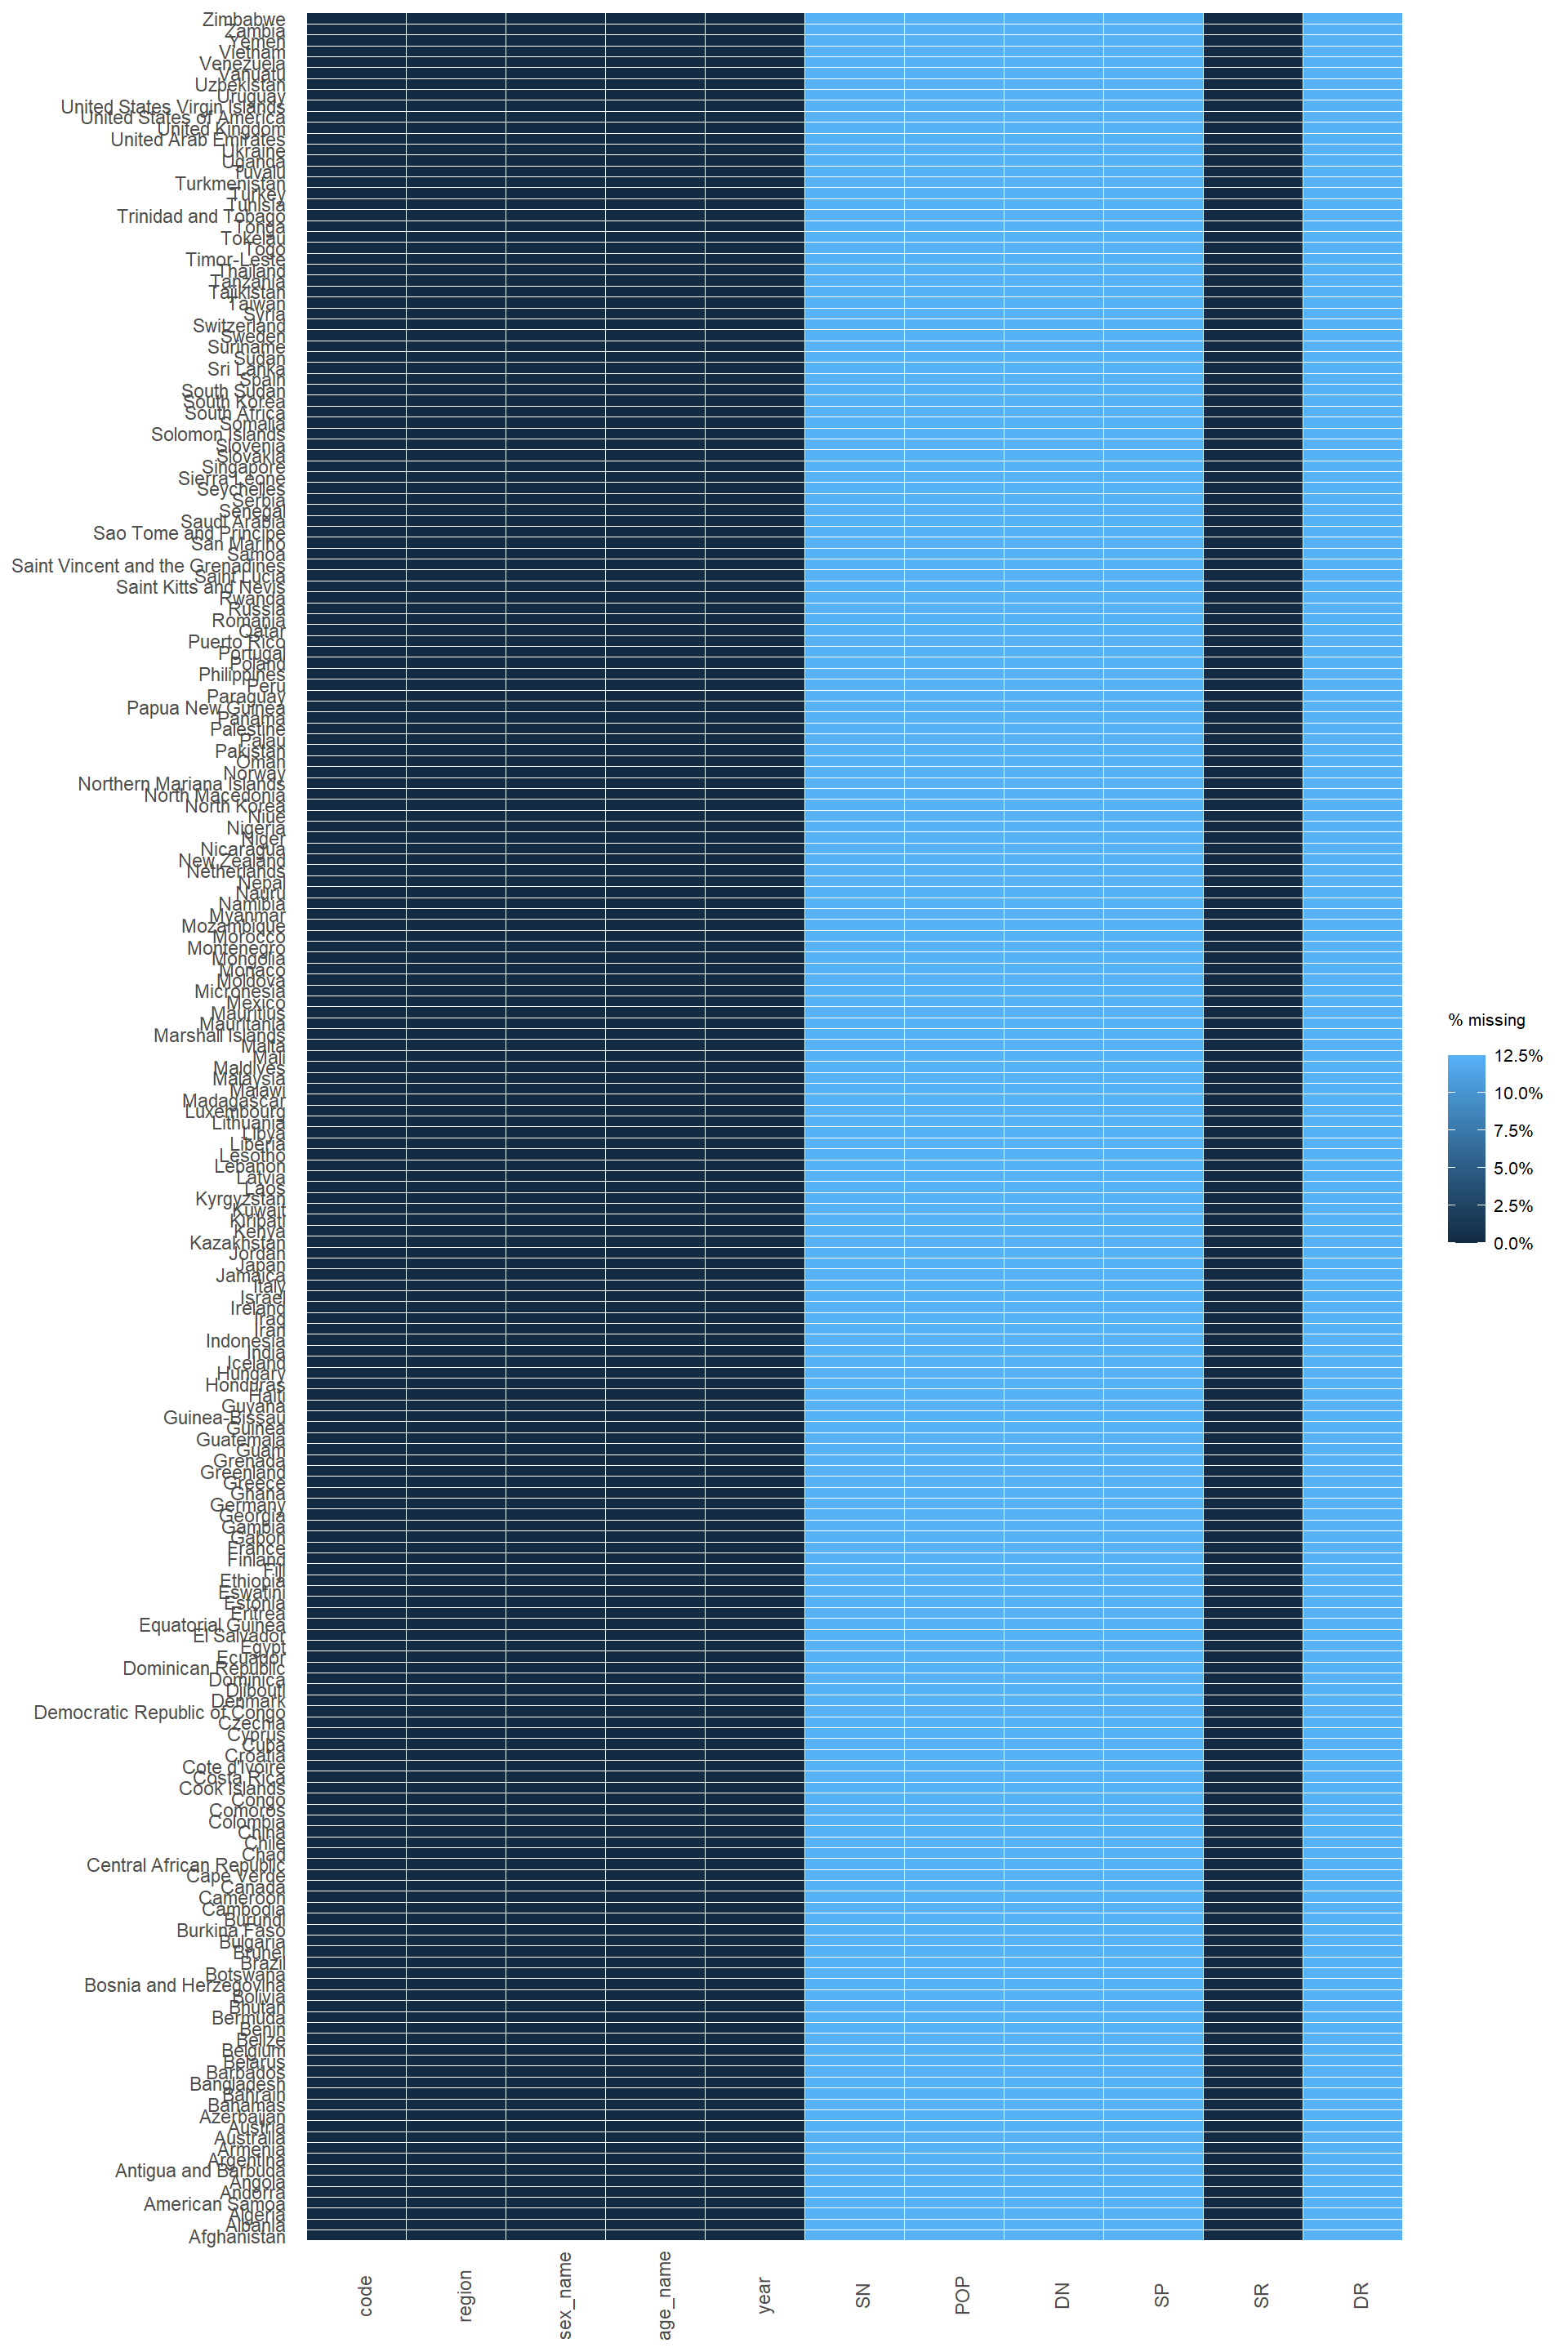 Zimbabwe
Zambia
Yemen
Vietnam
Venezuela
Vanuatu
Uzbekistan
Uruguay
United States Virgin Islands
United States of America
United Kingdom
United Arab Emirates
Ukraine
Uganda
Tuvalu
Turkmenistan
Turkey
Tunisia
Trinidad and Tobago
Tonga
Tokelau
Togo
Timor-Leste
Thailand
Tanzania
Tajikistan
Taiwan
Syria
Switzerland
Sweden
Suriname
Sudan
Sri Lanka
Spain
South Sudan
South Korea
South Africa
Somalia
Solomon Islands
Slovenia
Slovakia
Singapore
Sierra Leone
Seychelles
Serbia
Senegal
Saudi Arabia
Sao Tome and Principe
San Marino
Samoa
Saint Vincent and the Grenadines
Saint Lucia
Saint Kitts and Nevis
Rwanda
Russia
Romania
Qatar
Puerto Rico
Portugal
Poland
Philippines
Peru
Paraguay
Papua New Guinea
Panama
Palestine
Palau
Pakistan
Oman
Norway
Northern Mariana Islands
North Macedonia
North Korea
Niue
Nigeria
Niger
Nicaragua
New Zealand
Netherlands
Nepal
Nauru
Namibia
Myanmar
Mozambique
Morocco
Montenegro
Mongolia
Monaco
Moldova
Micronesia
Mexico
Mauritius
Mauritania
Marshall Islands
Malta
Mali
Maldives
Malaysia
Malawi
Madagascar
Luxembourg
Lithuania
Libya
Liberia
Lesotho
Lebanon
Latvia
Laos
Kyrgyzstan
Kuwait
Kiribati
Kenya
Kazakhstan
Jordan
Japan
Jamaica
Italy
Israel
Ireland
Iraq
Iran
Indonesia
India
Iceland
Hungary
Honduras
Haiti
Guyana
Guinea-Bissau
Guinea
Guatemala
Guam
Grenada
Greenland
Greece
Ghana
Germany
Georgia
Gambia
Gabon
France
Finland
Fiji
Ethiopia
Eswatini
Estonia
Eritrea
Equatorial Guinea
El Salvador
Egypt
Ecuador
Dominican Republic
Dominica
Djibouti
Denmark
Democratic Republic of Congo
Czechia
Cyprus
Cuba
Croatia
Cote d'Ivoire
Costa Rica
Cook Islands
Congo
Comoros
Colombia
China
Chile
Chad
Central African Republic
Cape Verde
Canada
Cameroon
Cambodia
Burundi
Burkina Faso
Bulgaria
Brunei
Brazil
Botswana
Bosnia and Herzegovina
Bolivia
Bhutan
Bermuda
Benin
Belize
Belgium
Belarus
Barbados
Bangladesh
Bahrain
Bahamas
Azerbaijan
Austria
Australia
Armenia
Argentina
Antigua and Barbuda
Angola
Andorra
American Samoa
Algeria
Albania
Afghanistan
code
region
sex_name
age_name
year
SN
POP
DN
SP
SR
DR
% missing
12.5%
10.0%
7.5%
5.0%
2.5%
0.0%